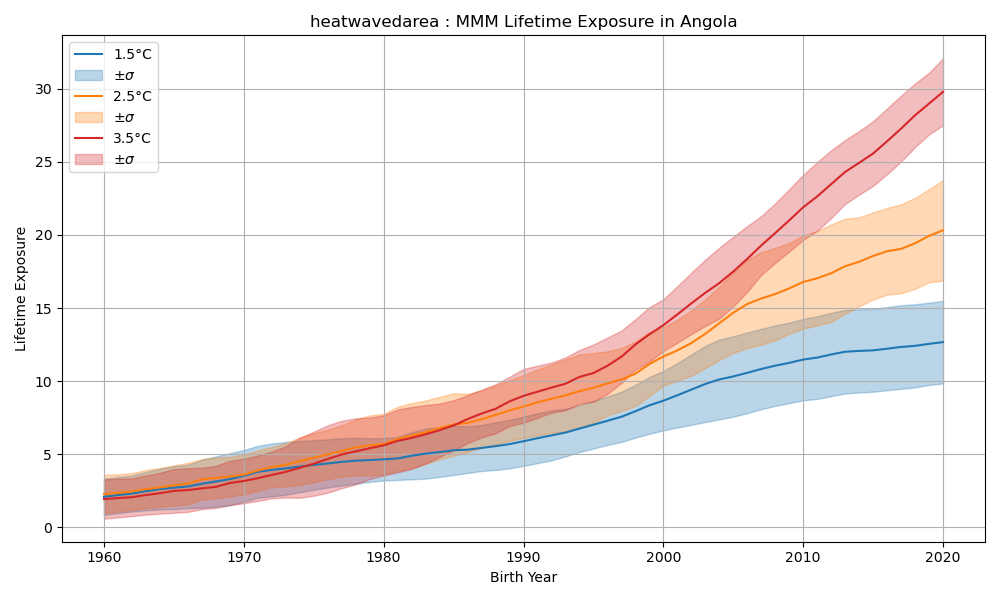 heatwavedarea : MMM Lifetime Exposure in Angola
1.5°C
±σ
2.5°C
±σ
3.5°C
±σ
Lifetime Exposure
30
25
20
15
10
5
0
1960 1970 1980 1990 2000 2010 2020
Birth Year